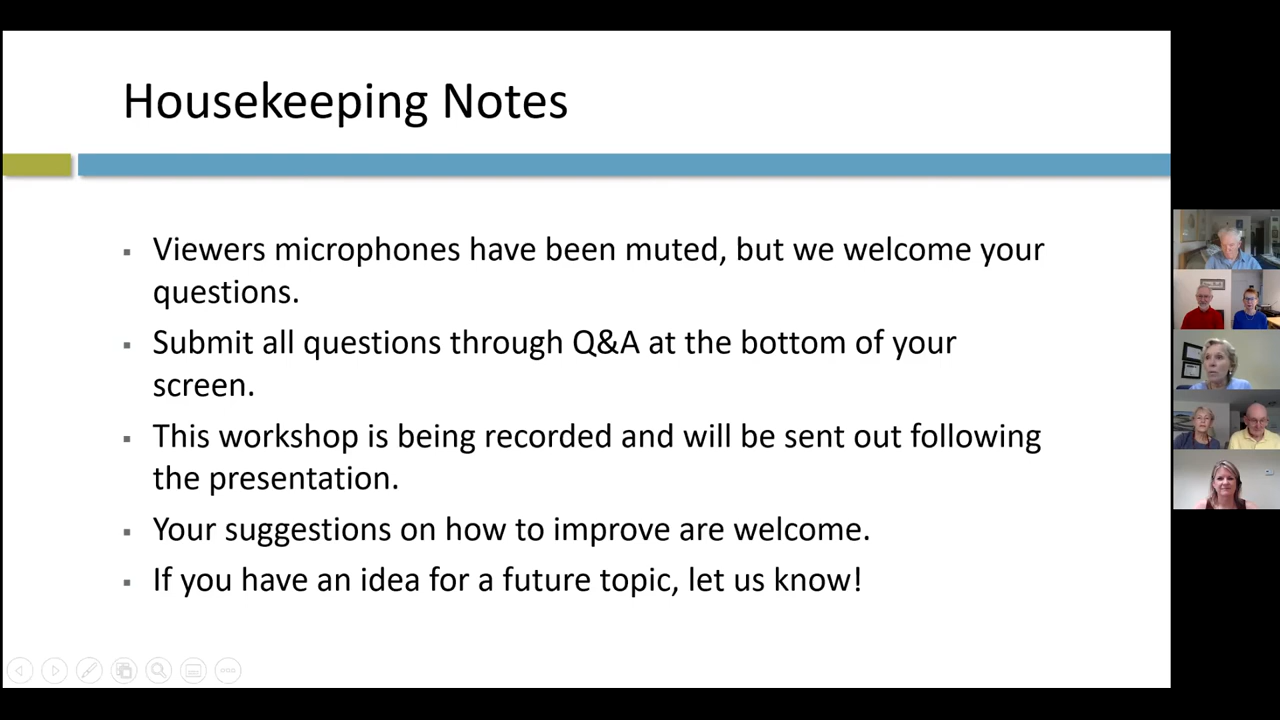 Housekeeping Notes
Viewers microphones have been muted, but we welcome your
questions.
Submit all questions through Q&A at the bottom of your
screen.
This workshop is being recorded and will be sent out following
the presentation.
Your suggestions on how to improve are welcome.
If you have an idea for a future topic, let us know!